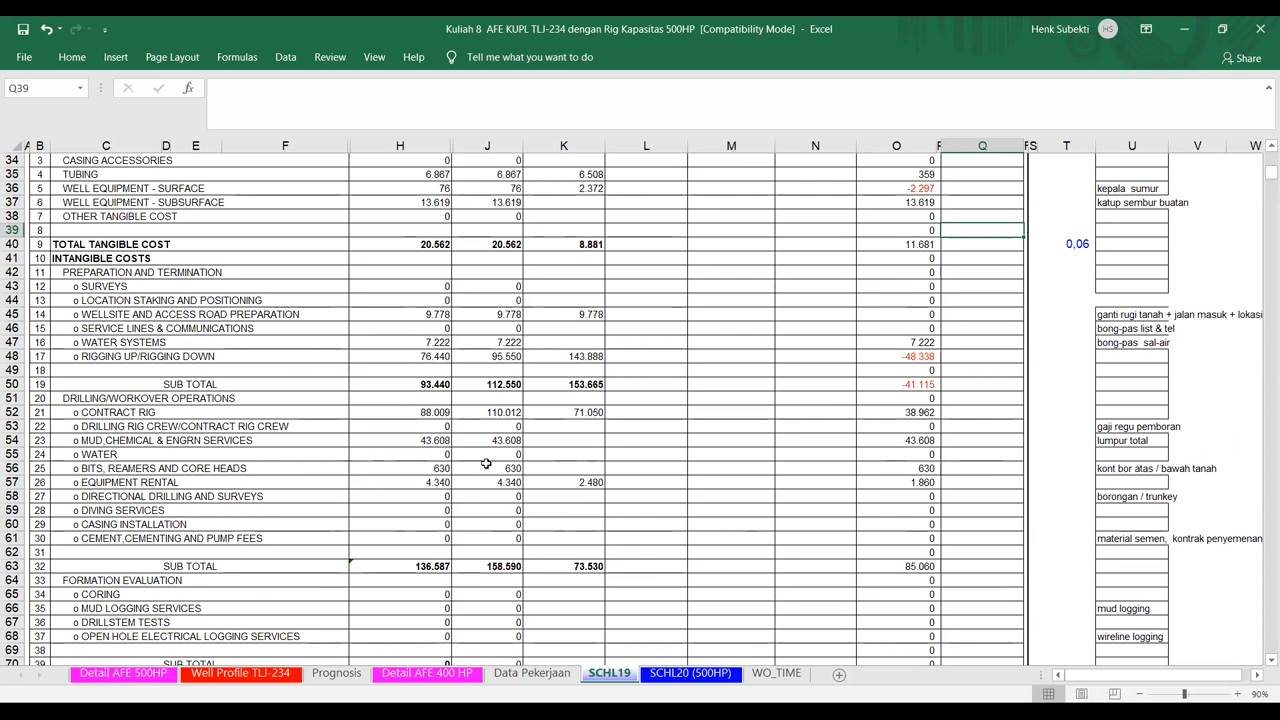 Kuliah 8 AFE KUPL TLJ-234 dengan Rig Kapasitas 500HP [Compatibility Mode] - Excel
Henk Subekti HS
File Home Insert Page Layout Formulas Data Review View Help Tell me what you want to do Share
Q39 fx
A B C D E F H J K L M N O Q S T U V W
34 3 CASING ACCESSORIES 0 0 0
35 4 TUBING 6.867 6.867 6.508 359
36 5 WELL EQUIPMENT - SURFACE 76 76 2.372 -2.297 kepala sumur
37 6 WELL EQUIPMENT - SUBSURFACE 13.619 13.619 13.619 katup sembur buatan
38 7 OTHER TANGIBLE COST 0 0 0
39 8 0
40 9 TOTAL TANGIBLE COST 20.562 20.562 8.881 11.681 0,06
41 10 INTANGIBLE COSTS 0
42 11 PREPARATION AND TERMINATION 0
43 12 o SURVEYS 0 0 0
44 13 o LOCATION STAKING AND POSITIONING 0 0 0
45 14 o WELLSITE AND ACCESS ROAD PREPARATION 9.778 9.778 9.778 0 ganti rugi tanah + jalan masuk + lokasi
46 15 o SERVICE LINES & COMMUNICATIONS 0 0 0 bong-pas list & tel
47 16 o WATER SYSTEMS 7.222 7.222 7.222 bong-pas sal-air
48 17 o RIGGING UP/RIGGING DOWN 76.440 95.550 143.888 -48.338
49 18 0
50 19 SUB TOTAL 93.440 112.550 153.665 -41.115
51 20 DRILLING/WORKOVER OPERATIONS 0
52 21 o CONTRACT RIG 88.009 110.012 71.050 38.962
53 22 o DRILLING RIG CREW/CONTRACT RIG CREW 0 0 0 gaji regu pemboran
54 23 o MUD,CHEMICAL & ENGRN SERVICES 43.608 43.608 43.608 lumpur total
55 24 o WATER 0 0 0
56 25 o BITS, REAMERS AND CORE HEADS 630 630 630 kont bor atas / bawah tanah
57 26 o EQUIPMENT RENTAL 4.340 4.340 2.480 1.860
58 27 o DIRECTIONAL DRILLING AND SURVEYS 0 0 0 borongan / trunkey
59 28 o DIVING SERVICES 0 0 0
60 29 o CASING INSTALLATION 0 0 0
61 30 o CEMENT,CEMENTING AND PUMP FEES 0 0 0 material semen, kontrak penyemenan
62 31 0
63 32 SUB TOTAL 136.587 158.590 73.530 85.060
64 33 FORMATION EVALUATION 0
65 34 o CORING 0 0 0
66 35 o MUD LOGGING SERVICES 0 0 0 mud logging
67 36 o DRILLSTEM TESTS 0 0 0
68 37 o OPEN HOLE ELECTRICAL LOGGING SERVICES 0 0 0 wireline logging
69 38 0
70 39 SUB TOTAL 0 0 0
Detail AFE 500HP Well Profile TLJ-234 Prognosis Detail AFE 400 HP Data Pekerjaan SCHL19 SCHL20 (500HP) WO_TIME
90%